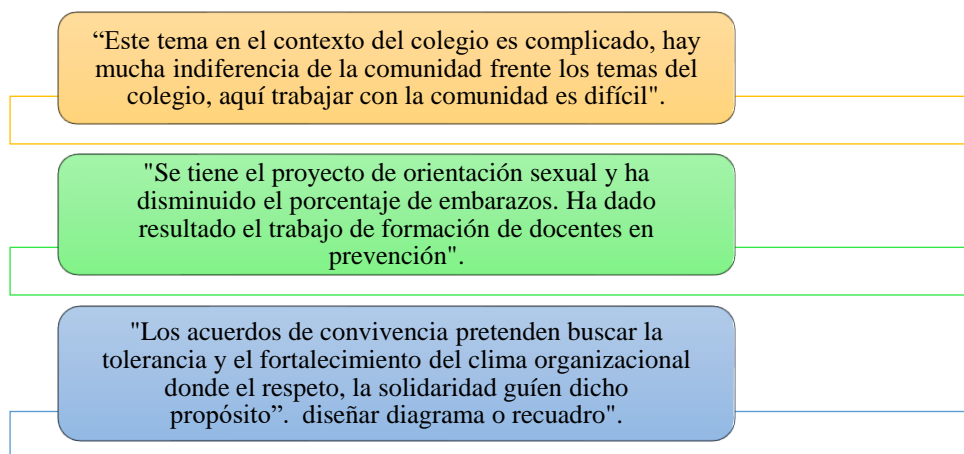 “Este tema en el contexto del colegio es complicado, hay
mucha indiferencia de la comunidad frente los temas del
colegio, aquí trabajar con la comunidad es difícil".
"Se tiene el proyecto de orientación sexual y ha
disminuido el porcentaje de embarazos. Ha dado
resultado el trabajo de formación de docentes en
prevención".
"Los acuerdos de convivencia pretenden buscar la
tolerancia y el fortalecimiento del clima organizacional
donde el respeto, la solidaridad guíen dicho
propósito”.  diseñar diagrama o recuadro".